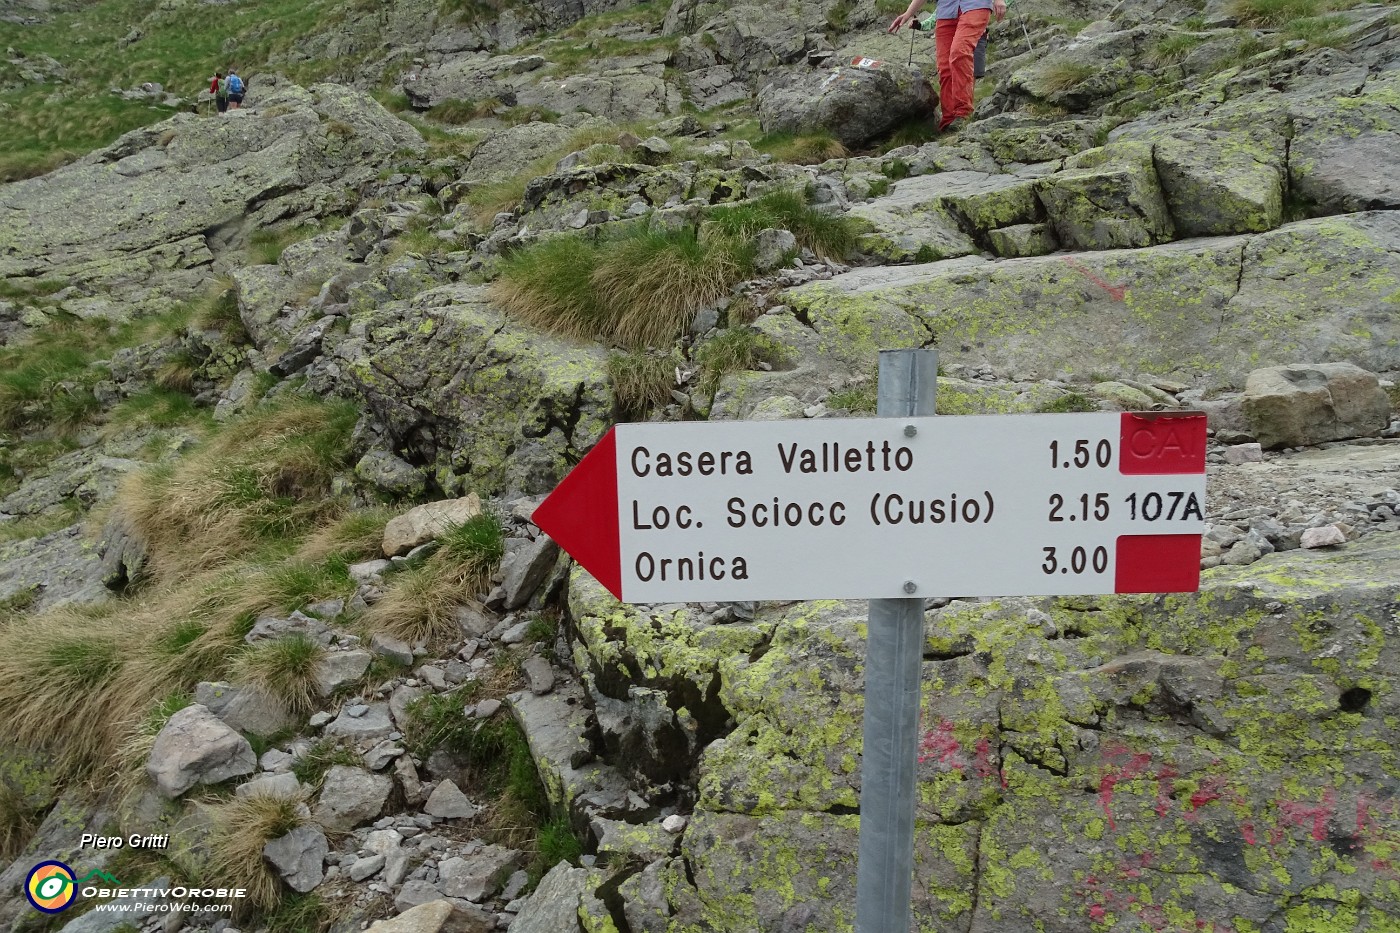 Casera Valletto 1.50 CAI
Loc. Sciocc (Cusio) 2.15 107A
Ornica 3.00
Piero Gritti
OBIETTIVOOROBIE
www.PieroWeb.com